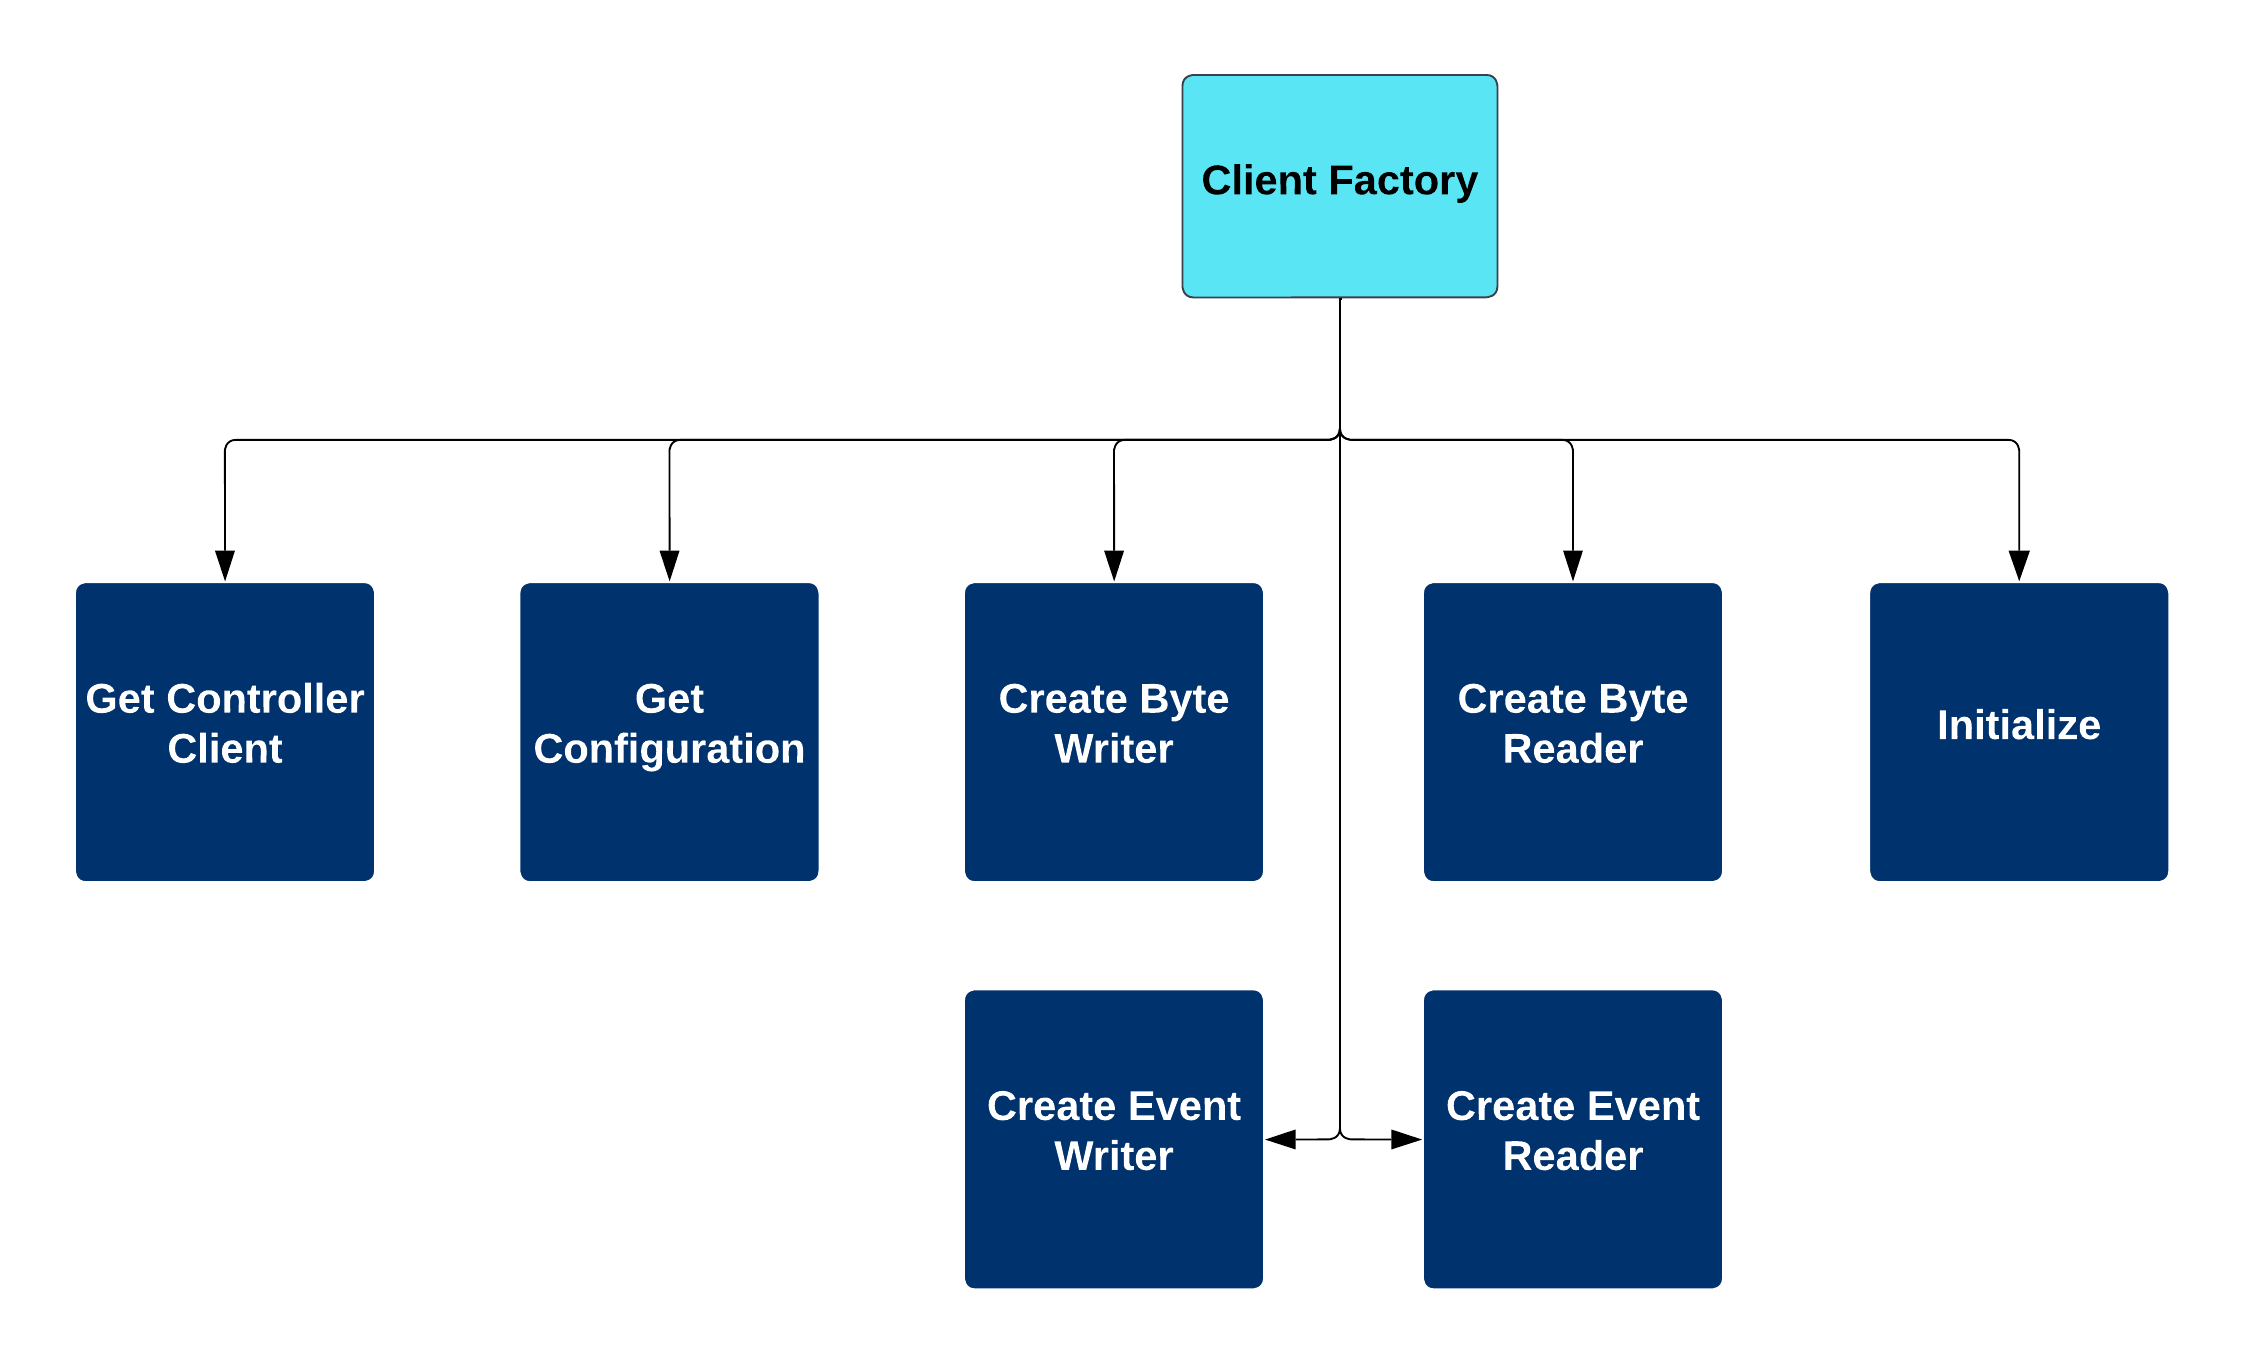 Client Factory
Get Controller
Client
Get
Configuration
Create Byte
Writer
Create Byte
Reader
Initialize
Create Event
Writer
Create Event
Reader